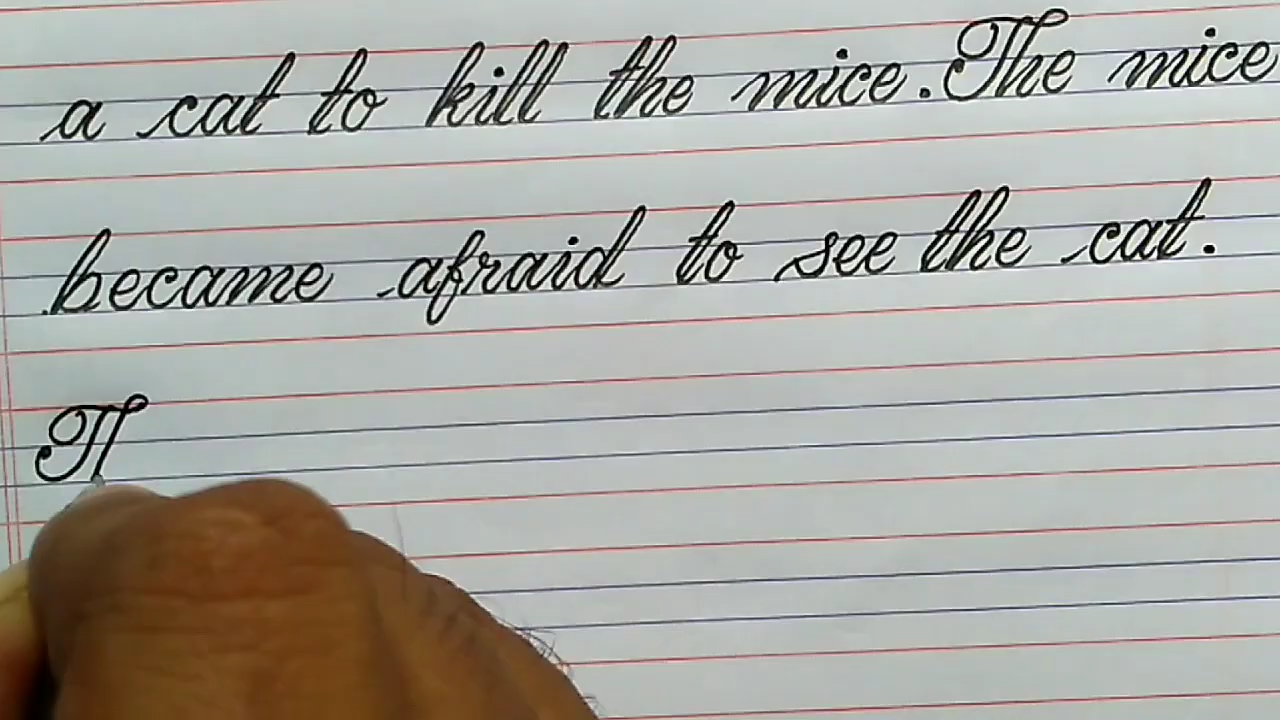 a cat to kill the mice. The mice
became afraid to see the cat.